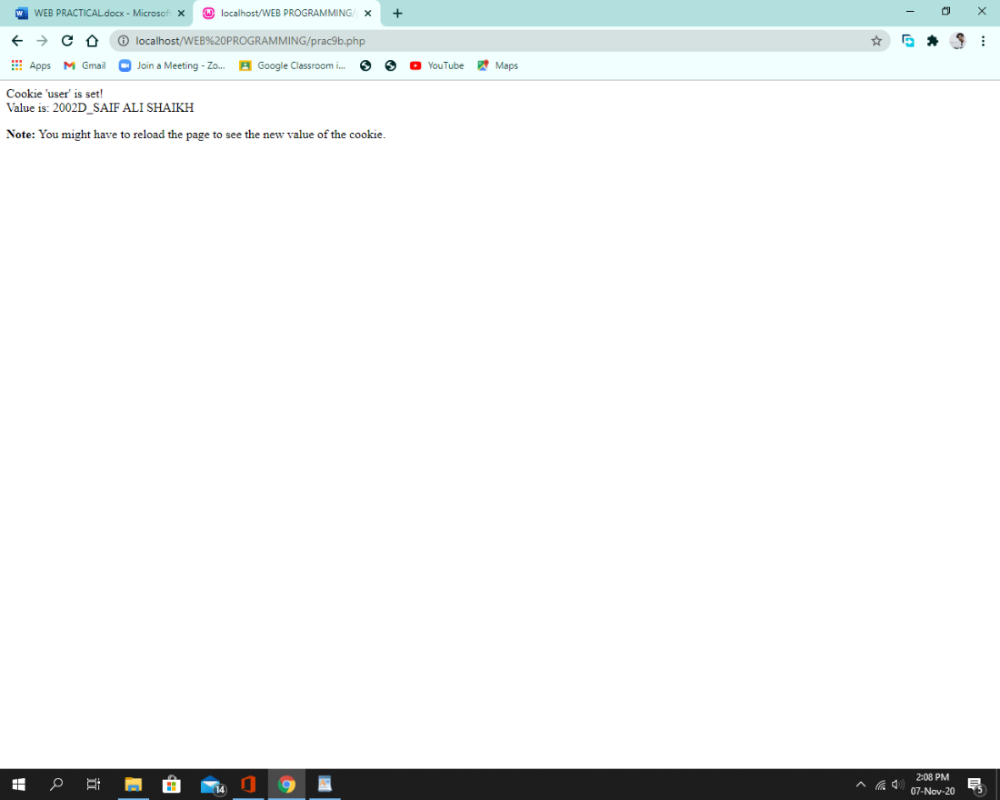 WEB PRACTICAL.docx - Microsoft
localhost/WEB PROGRAMMING/
localhost/WEB%20PROGRAMMING/prac9b.php
Apps
Gmail
Join a Meeting - Zo...
Google Classroom i...
YouTube
Maps
Cookie 'user' is set!
Value is: 2002D_SAIF ALI SHAIKH
Note: You might have to reload the page to see the new value of the cookie.
14
2:08 PM
07-Nov-20
5